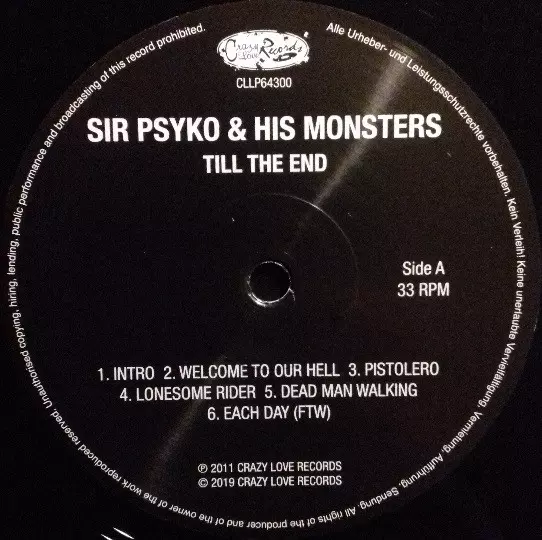 Crazy Love Records
CLLP64300
SIR PSYKO & HIS MONSTERS
TILL THE END
Side A
33 RPM
1. INTRO 2. WELCOME TO OUR HELL 3. PISTOLERO
4. LONESOME RIDER 5. DEAD MAN WALKING
6. EACH DAY (FTW)
℗ 2011 CRAZY LOVE RECORDS
© 2019 CRAZY LOVE RECORDS
Alle Urheber- und Leistungsschutzrechte vorbehalten. Kein Verleih! Keine unerlaubte Vervielfältigung, Vermietung, Aufführung, Sendung. All rights of the producer and of the owner of the work reproduced reserved. Unauthorised copying, hiring, lending, public performance and broadcasting of this record prohibited.